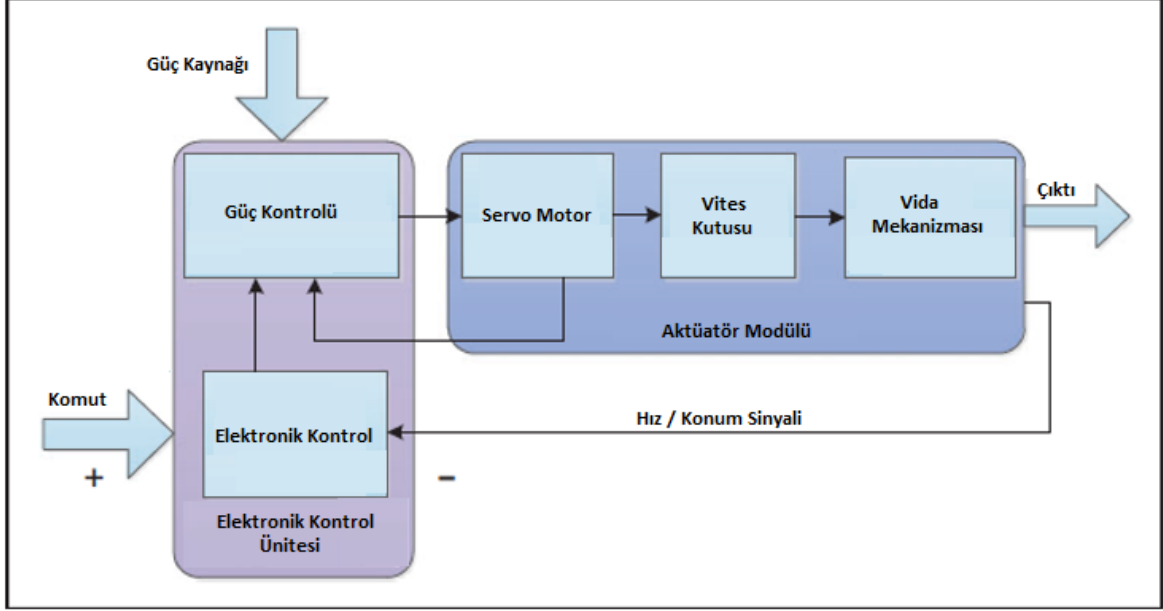 Güç Kaynağı
Güç Kontrolü
Servo Motor
Vites
Kutusu
Vida
Mekanizması
Çıktı
Aktüatör Modülü
Komut
+
Elektronik Kontrol
Hız / Konum Sinyali
−
Elektronik Kontrol
Ünitesi